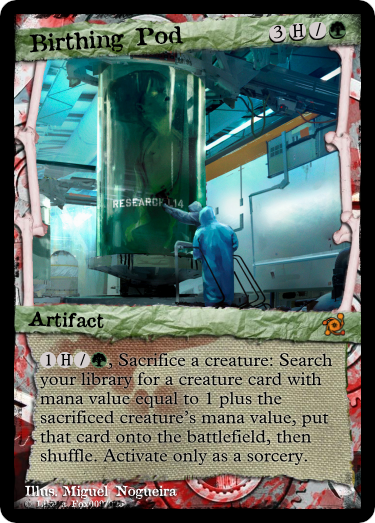 Birthing Pod
3 H /
Artifact
RESEARCH L14
1 H / , Sacrifice a creature: Search
your library for a creature card with
mana value equal to 1 plus the
sacrificed creature's mana value, put
that card onto the battlefield, then
shuffle. Activate only as a sorcery.
Illus. Miguel Nogueira